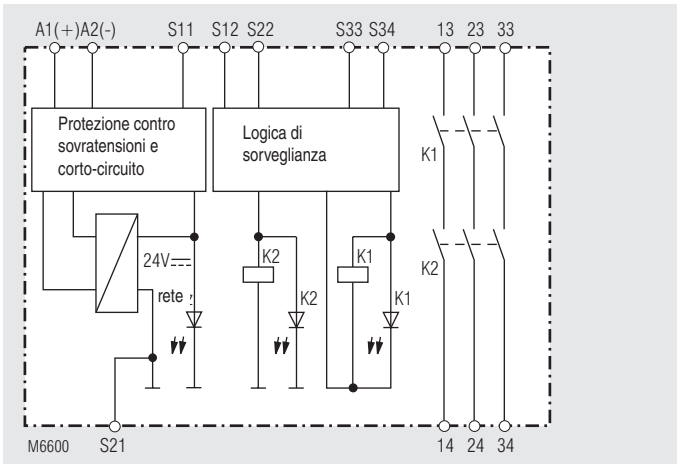 A1(+)A2(-) S11 S12 S22 S33 S34 13 23 33
Protezione contro
sovratensioni e
corto-circuito
Logica di
sorveglianza
K1
K2
24V
K2
K1
rete
K2
K1
M6600 S21 14 24 34